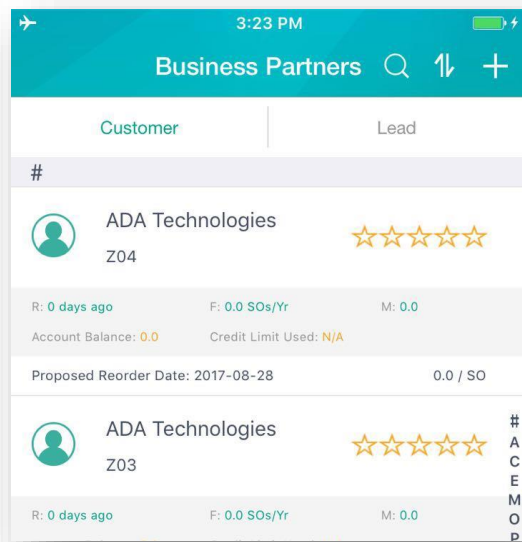 3:23 PM
Business Partners
Customer Lead
#
ADA Technologies
Z04
R: 0 days ago F: 0.0 SOs/Yr M: 0.0
Account Balance: 0.0 Credit Limit Used: N/A
Proposed Reorder Date: 2017-08-28 0.0 / SO
ADA Technologies
Z03
R: 0 days ago F: 0.0 SOs/Yr M: 0.0
#
A
C
E
M
O
P